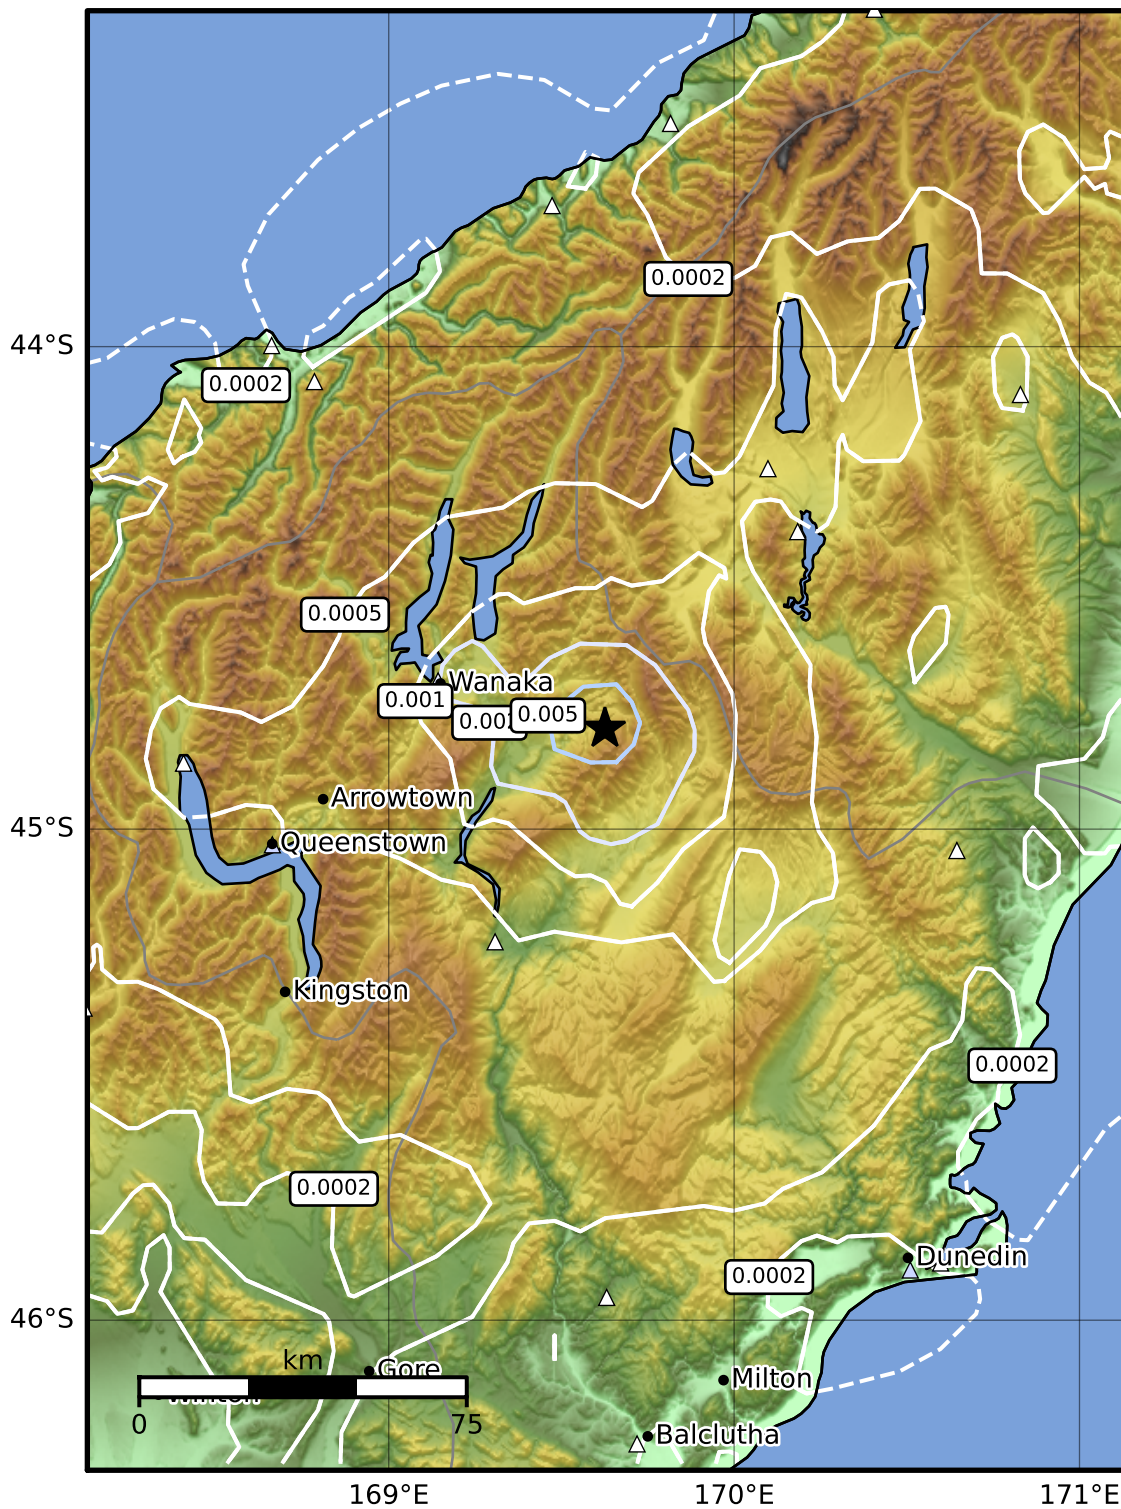 0.0002
44°S
0.0002
0.0005
Wanaka
0.001
0.005
Arrowtown
45°S
Queenstown
Kingston
0.0002
0.0002
Dunedin
0.0002
46°S
km
Gore
Milton
0
75
Balclutha
169°E
170°E
171°E